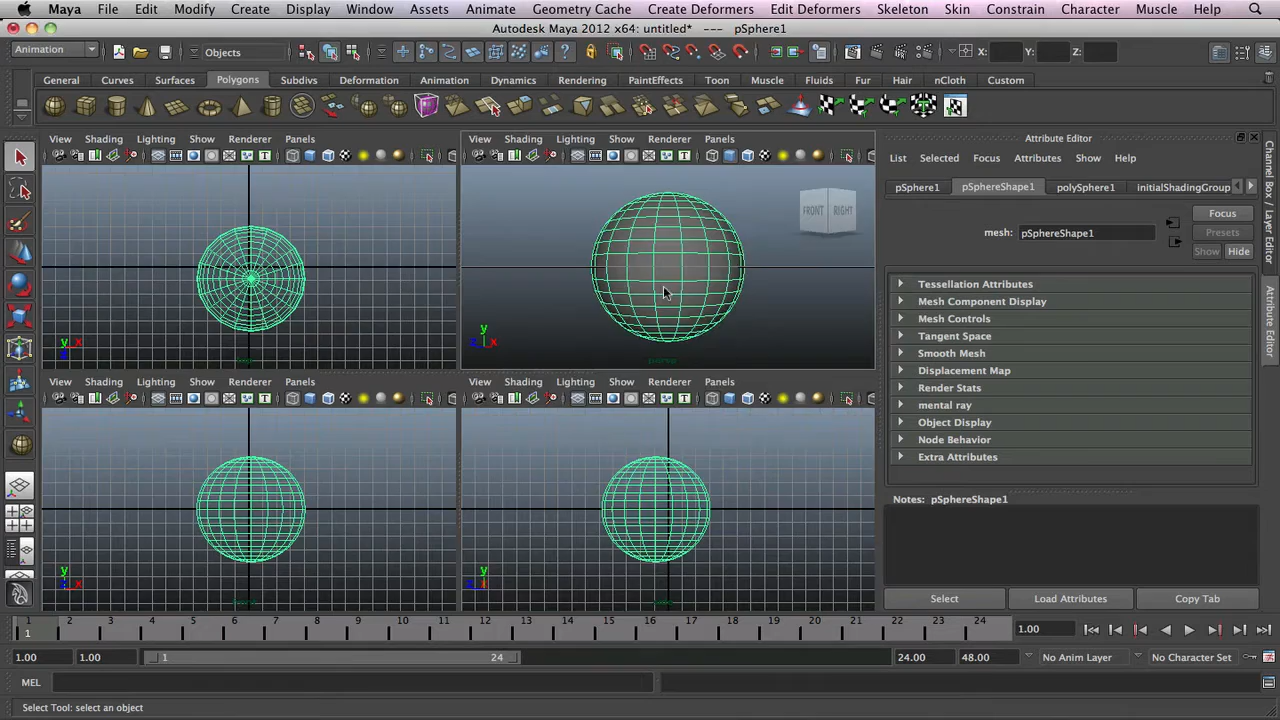 Maya File Edit Modify Create Display Window Assets Animate Geometry Cache Create Deformers Edit Deformers Skeleton Skin Constrain Character Muscle Help
Autodesk Maya 2012 x64: untitled* --- pSphere1
Animation Objects X: Y: Z:
General Curves Surfaces Polygons Subdivs Deformation Animation Dynamics Rendering PaintEffects Toon Muscle Fluids Fur Hair nCloth Custom
View Shading Lighting Show Renderer Panels
View Shading Lighting Show Renderer Panels
FRONT RIGHT
y x
y
z x
View Shading Lighting Show Renderer Panels
View Shading Lighting Show Renderer Panels
y
x
y
Attribute Editor
List Selected Focus Attributes Show Help
pSphere1 pSphereShape1 polySphere1 initialShadingGroup
Focus
mesh: pSphereShape1
Presets
Show Hide
Tessellation Attributes
Mesh Component Display
Mesh Controls
Tangent Space
Smooth Mesh
Displacement Map
Render Stats
mental ray
Object Display
Node Behavior
Extra Attributes
Notes: pSphereShape1
Select Load Attributes Copy Tab
Channel Box / Layer Editor
Attribute Editor
1 2 3 4 5 6 7 8 9 10 11 12 13 14 15 16 17 18 19 20 21 22 23 24
1 1.00
1.00 1.00 1 24 24.00 48.00 No Anim Layer No Character Set
MEL
Select Tool: select an object